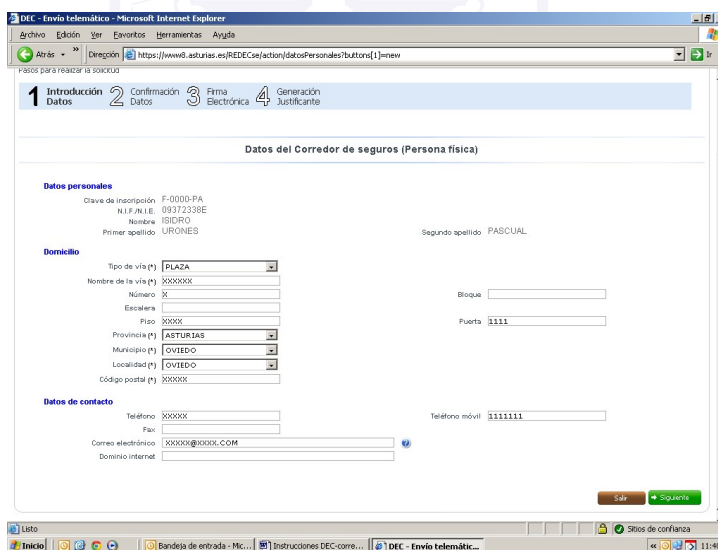 DEC - Envío telemático - Microsoft Internet Explorer
Archivo Edición Ver Favoritos Herramientas Ayuda
Atrás » Dirección https://www8.asturias.es/REDECse/action/datosPersonales?buttons[1]=new Ir
Pasos para realizar la solicitud
1 Introducción Datos 2 Confirmación Datos 3 Firma Electrónica 4 Generación Justificante
Datos del Corredor de seguros (Persona física)
Datos personales
Clave de inscripción F-0000-PA
N.I.F./N.I.E. 09372338E
Nombre ISIDRO
Primer apellido URONES Segundo apellido PASCUAL
Domicilio
Tipo de vía (*) PLAZA
Nombre de la vía (*) XXXXXX
Número X Bloque
Escalera
Piso XXXX Puerta 1111
Provincia (*) ASTURIAS
Municipio (*) OVIEDO
Localidad (*) OVIEDO
Código postal (*) XXXXX
Datos de contacto
Teléfono XXXXX Teléfono móvil 1111111
Fax
Correo electrónico XXXXX@XXXX.COM
Dominio internet
Salir Siguiente
Listo Sitios de confianza
Inicio Bandeja de entrada - Mic... Instrucciones DEC-corre... DEC - Envío telemátic... «